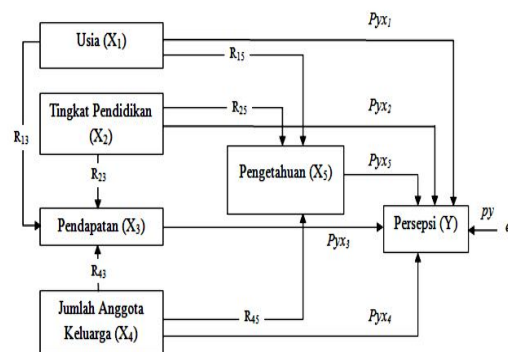 Pyx₁
Usia (X₁)
R₁₅
Tingkat Pendidikan
(X₂)
R₂₅
Pyx₂
R₁₃
Pengetahuan (X₅)
Pyx₅
R₂₃
Pendapatan (X₃)
Pyx₃
Persepsi (Y)
py
e
R₄₃
Jumlah Anggota
Keluarga (X₄)
R₄₅
Pyx₄